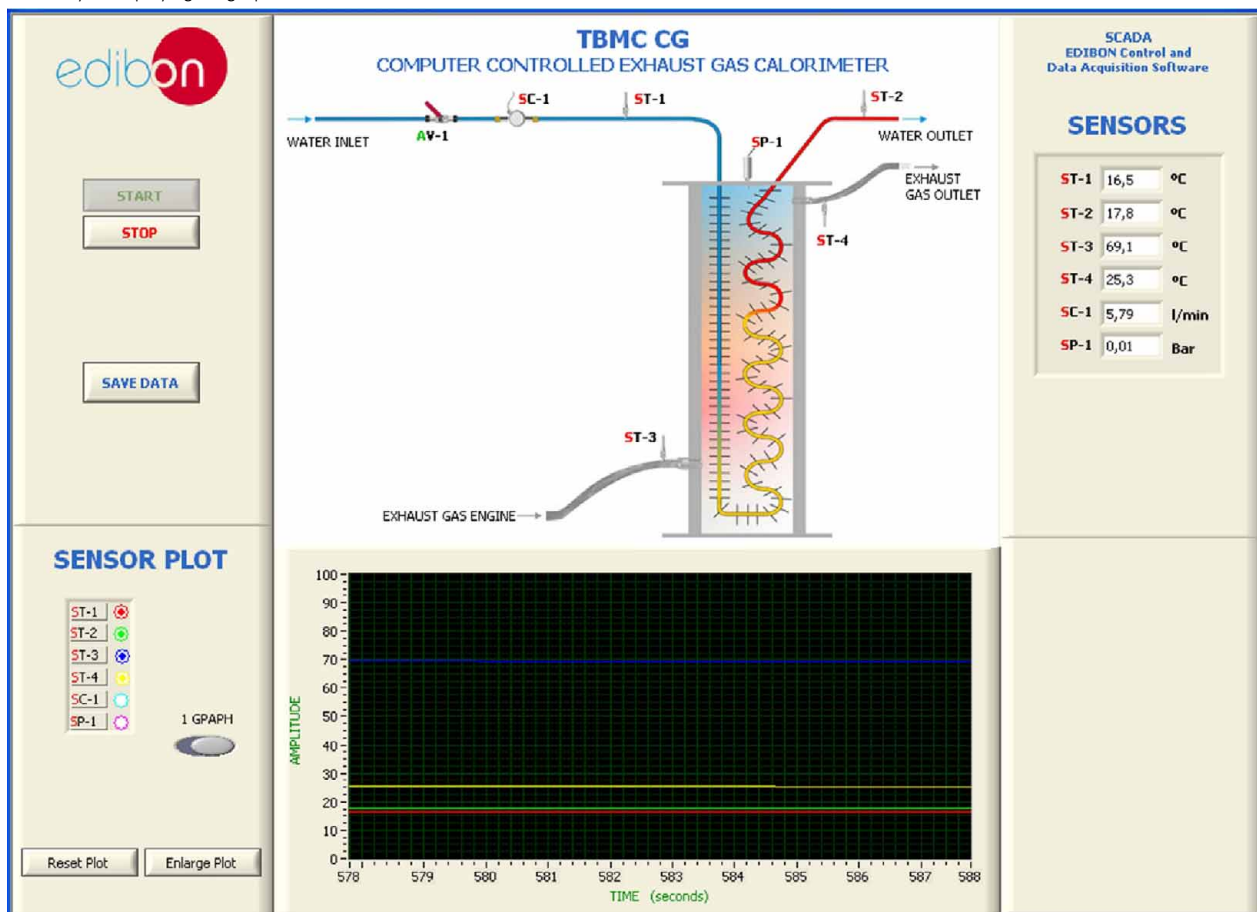 edibon
START
STOP
SAVE DATA
TBMC CG
COMPUTER CONTROLLED EXHAUST GAS CALORIMETER
SC-1
ST-1
ST-2
WATER INLET
AV-1
SP-1
WATER OUTLET
EXHAUST
GAS OUTLET
ST-4
ST-3
EXHAUST GAS ENGINE
SCADA
EDIBON Control and
Data Acquisition Software
SENSORS
ST-1 16,5 ºC
ST-2 17,8 ºC
ST-3 69,1 ºC
ST-4 25,3 ºC
SC-1 5,79 l/min
SP-1 0,01 Bar
SENSOR PLOT
ST-1
ST-2
ST-3
ST-4
SC-1
SP-1
1 GPAPH
Reset Plot
Enlarge Plot
AMPLITUDE
100
90
80
70
60
50
40
30
20
10
0
578 579 580 581 582 583 584 585 586 587 588
TIME (seconds)